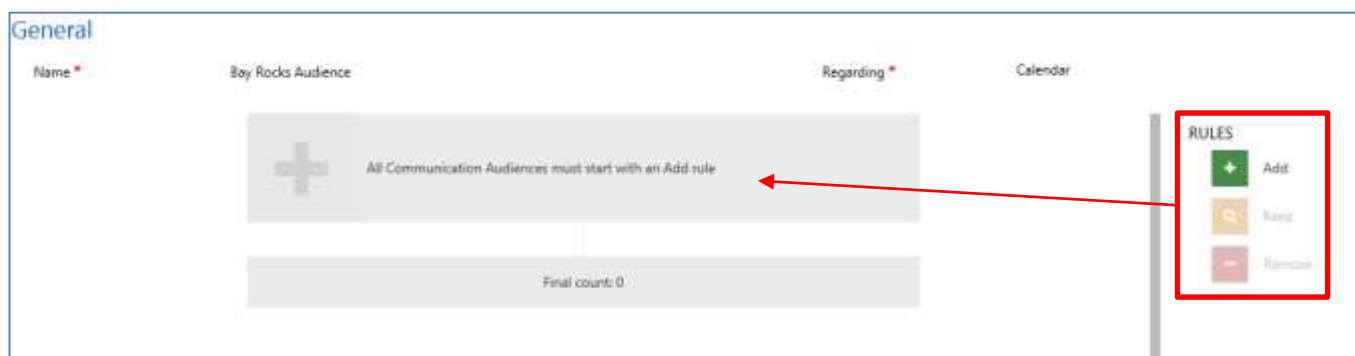 General
Name * Bay Rocks Audience Regarding * Calendar
RULES
Add
All Communication Audiences must start with an Add rule
Keep
Remove
Final count: 0